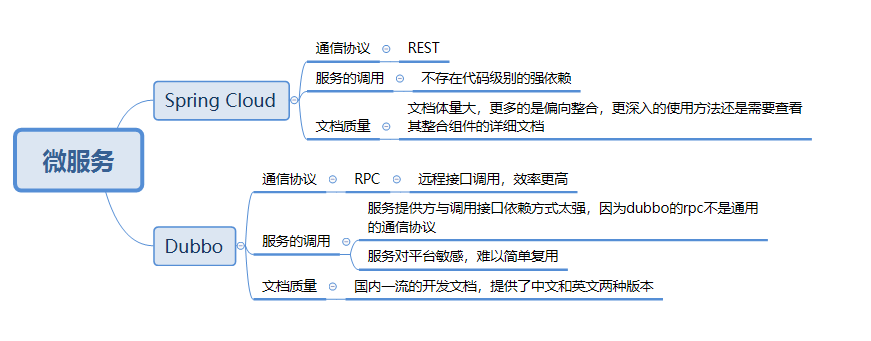 微服务
Spring Cloud
通信协议
REST
服务的调用
不存在代码级别的强依赖
文档质量
文档体量大，更多的是偏向整合，更深入的使用方法还是需要查看
其整合组件的详细文档
Dubbo
通信协议
RPC
远程接口调用，效率更高
服务的调用
服务提供方与调用接口依赖方式太强，因为dubbo的rpc不是通用
的通信协议
服务对平台敏感，难以简单复用
文档质量
国内一流的开发文档，提供了中文和英文两种版本